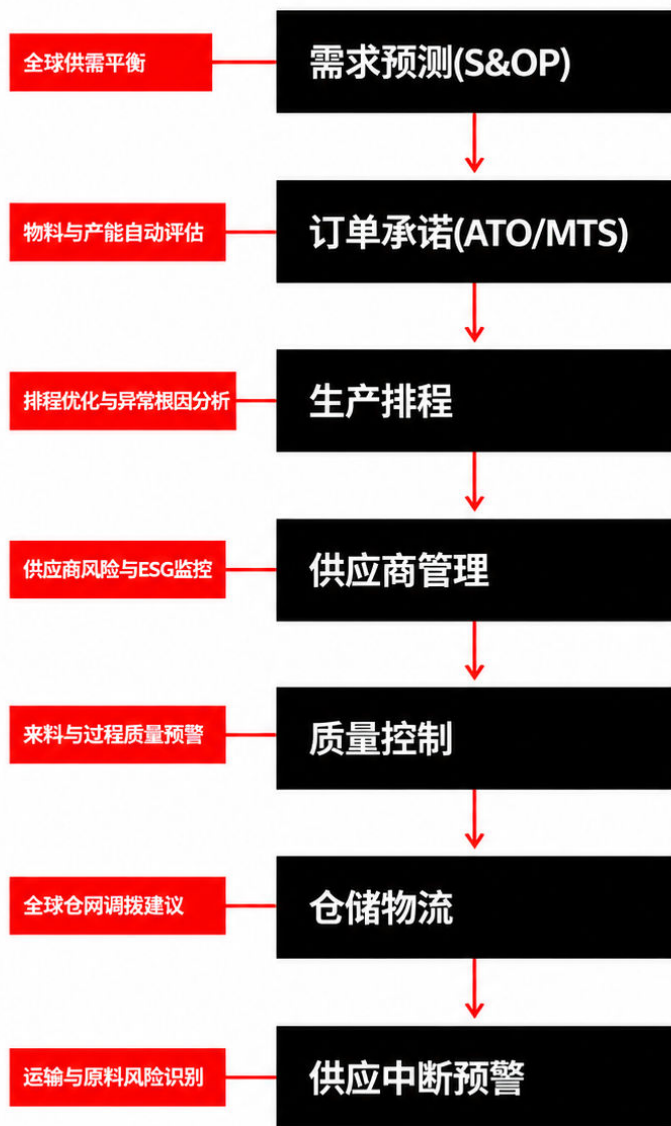 全球供需平衡
需求预测(S&OP)
物料与产能自动评估
订单承诺(ATO/MTS)
排程优化与异常根因分析
生产排程
供应商风险与ESG监控
供应商管理
来料与过程质量预警
质量控制
全球仓网调拨建议
仓储物流
运输与原料风险识别
供应中断预警